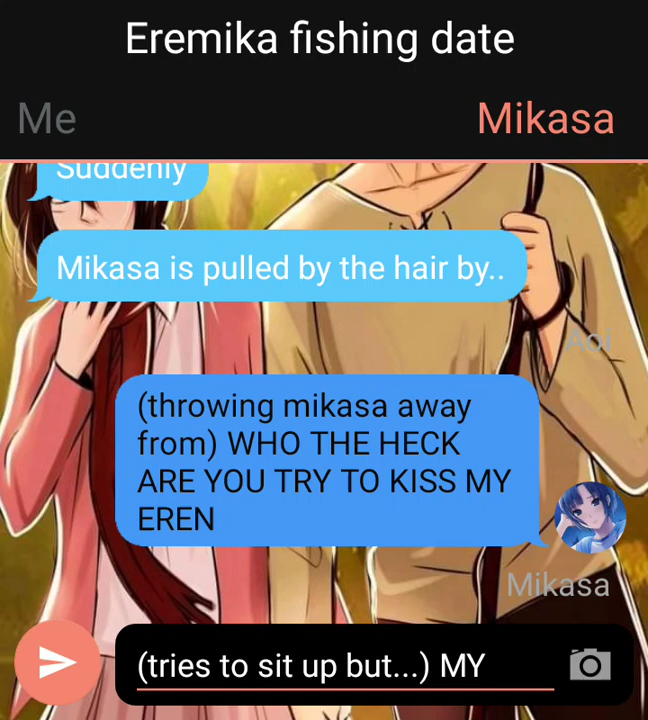 Eremika fishing date
Me
Mikasa
Suddenly
Mikasa is pulled by the hair by..
Aoi
(throwing mikasa away
from) WHO THE HECK
ARE YOU TRY TO KISS MY
EREN
Mikasa
(tries to sit up but...) MY